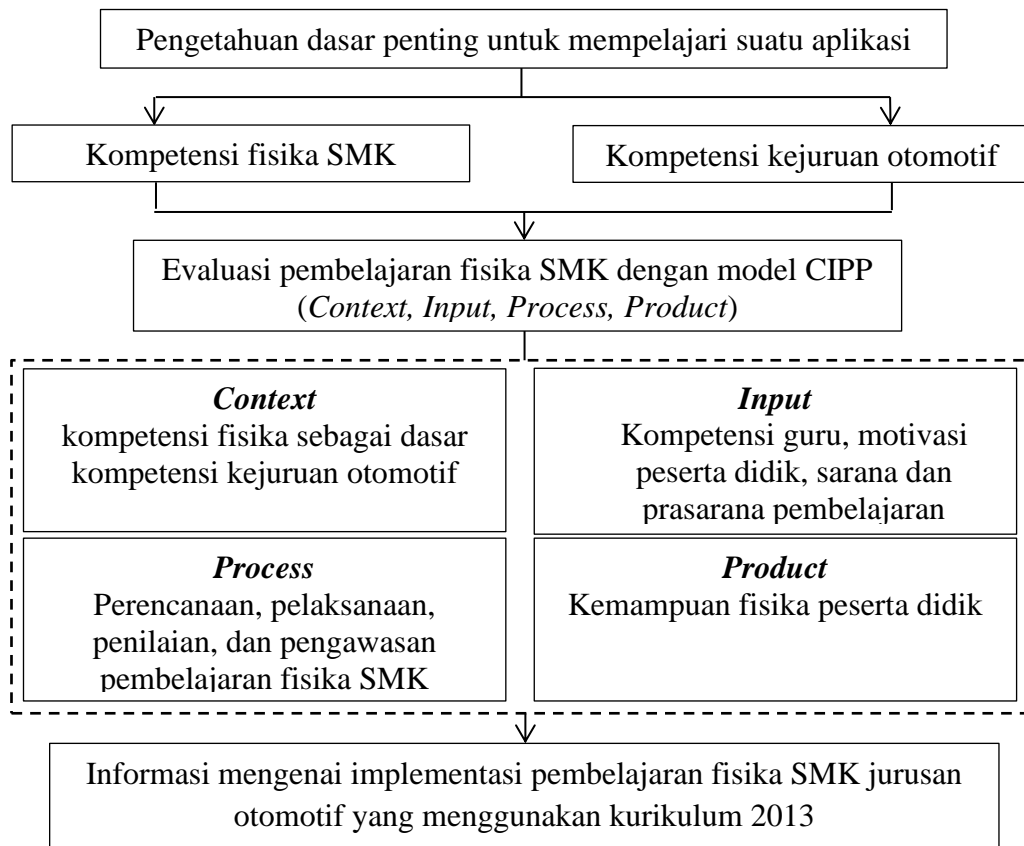 Pengetahuan dasar penting untuk mempelajari suatu aplikasi
Kompetensi fisika SMK
Kompetensi kejuruan otomotif
Evaluasi pembelajaran fisika SMK dengan model CIPP
(Context, Input, Process, Product)
Context
kompetensi fisika sebagai dasar
kompetensi kejuruan otomotif
Input
Kompetensi guru, motivasi
peserta didik, sarana dan
prasarana pembelajaran
Process
Perencanaan, pelaksanaan,
penilaian, dan pengawasan
pembelajaran fisika SMK
Product
Kemampuan fisika peserta didik
Informasi mengenai implementasi pembelajaran fisika SMK jurusan
otomotif yang menggunakan kurikulum 2013